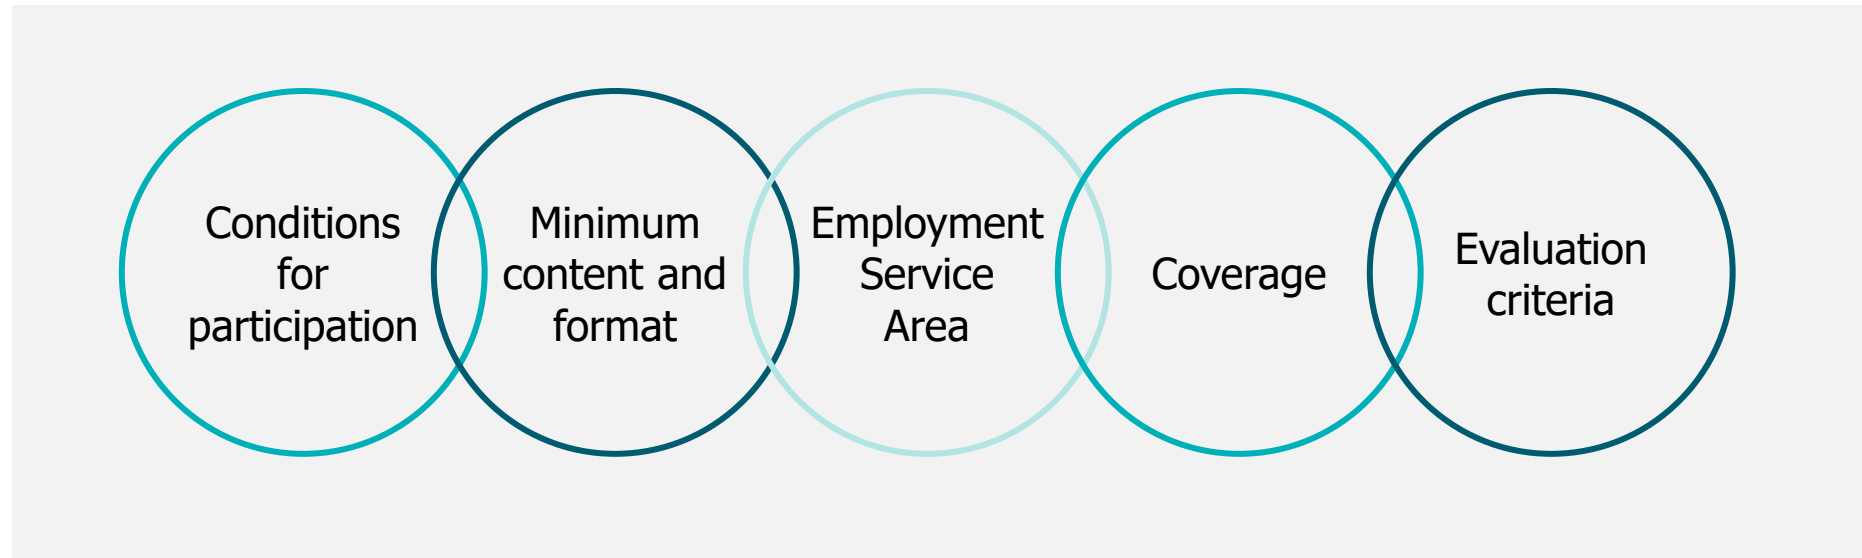 Conditions
for
participation
Minimum
content and
format
Employment
Service
Area
Coverage
Evaluation
criteria